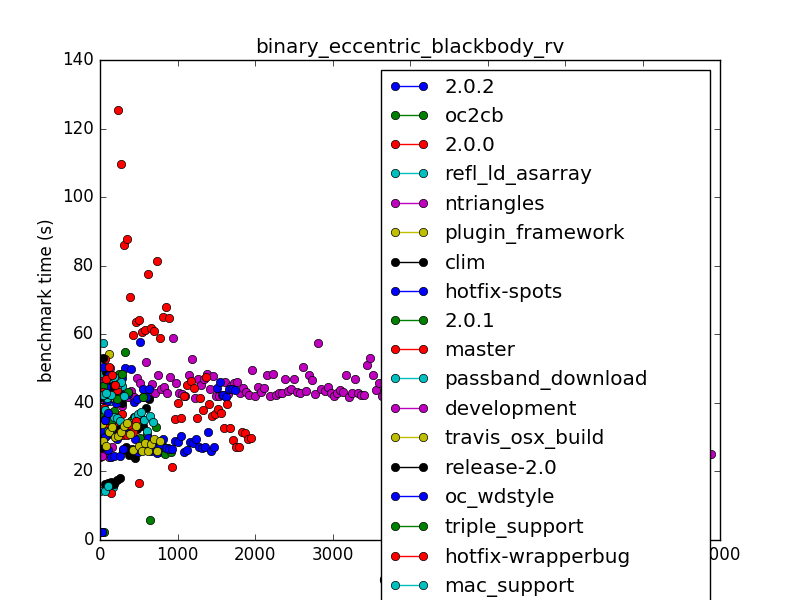 binary_eccentric_blackbody_rv
benchmark time (s)
140
120
100
80
60
40
20
0
0
1000
2000
3000
000
2.0.2
oc2cb
2.0.0
refl_ld_asarray
ntriangles
plugin_framework
clim
hotfix-spots
2.0.1
master
passband_download
development
travis_osx_build
release-2.0
oc_wdstyle
triple_support
hotfix-wrapperbug
mac_support